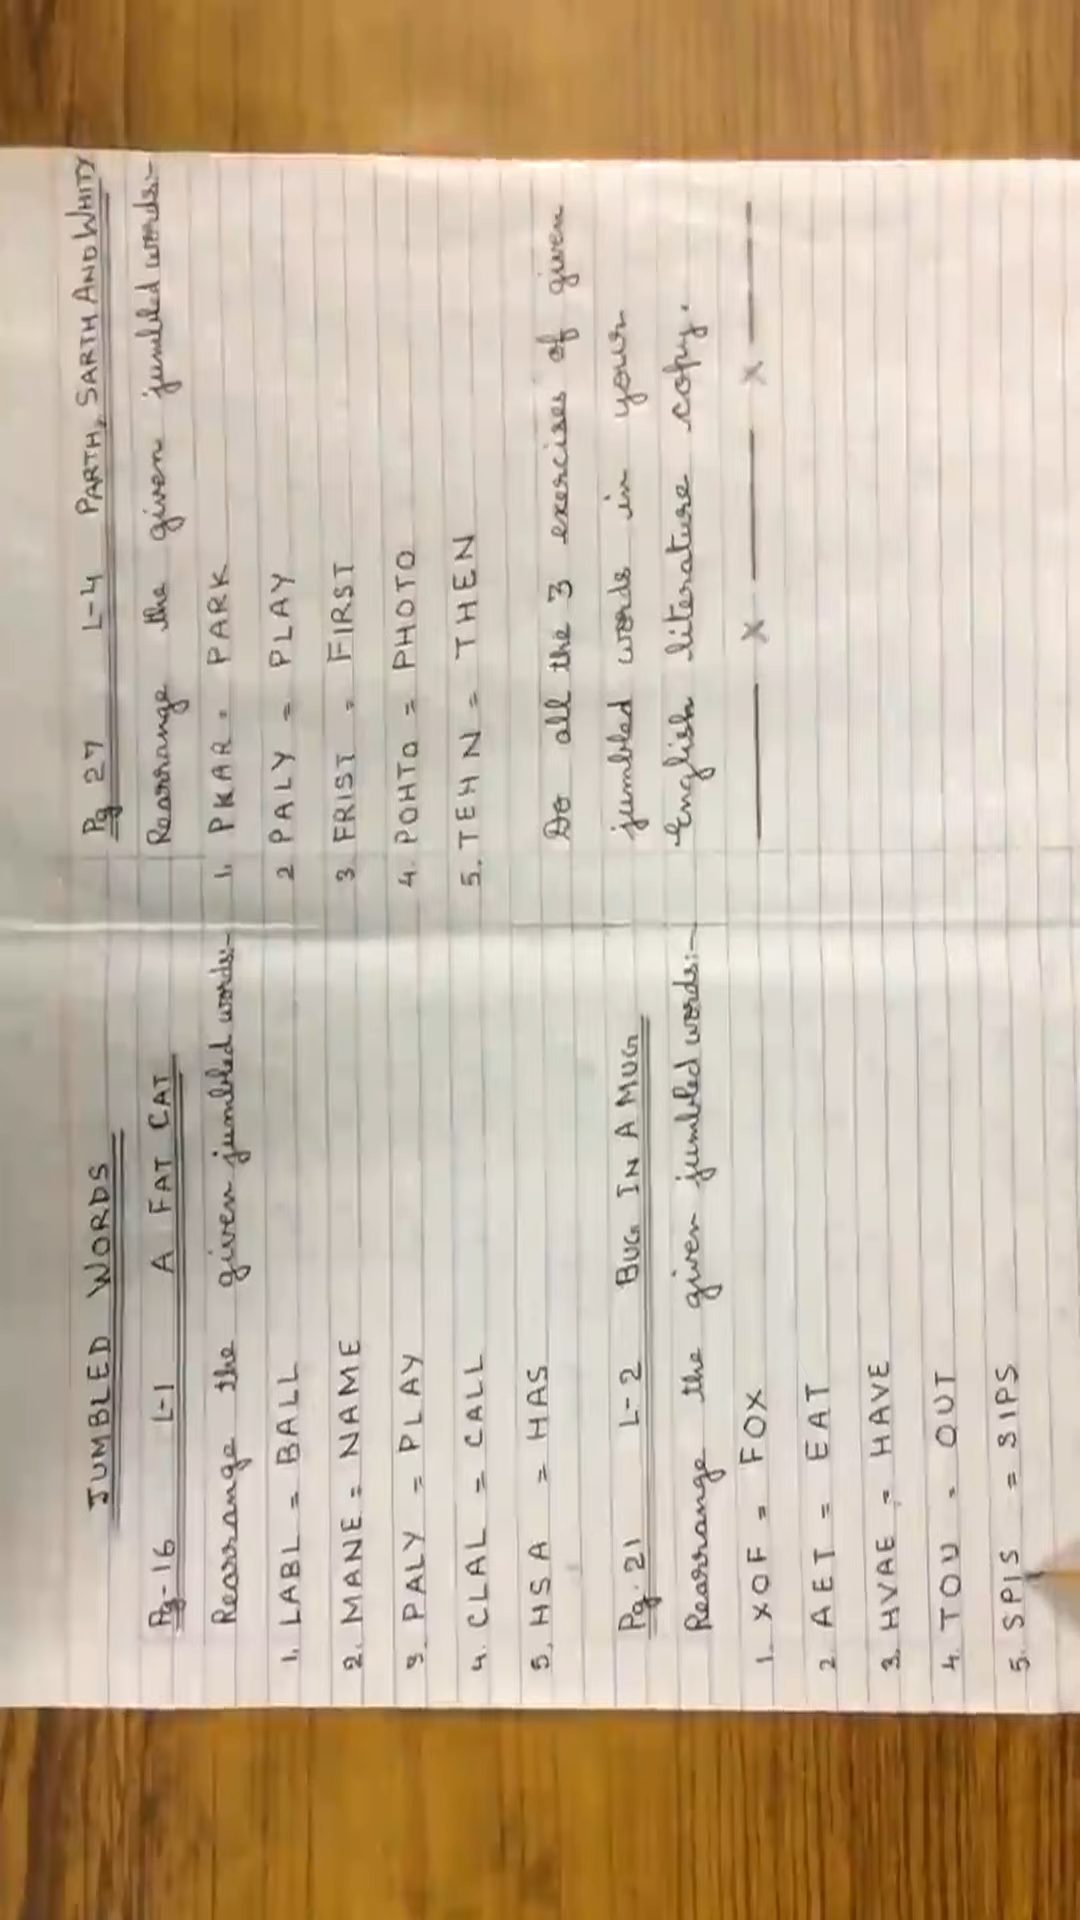 JUMBLED WORDS
Pg-16 L-1 A FAT CAT
Rearrange the given jumbled words:-
1. LABL = BALL
2. MANE = NAME
3. PALY = PLAY
4. CLAL = CALL
5. HSA = HAS
Pg. 21 L-2 BUG IN A MUG
Rearrange the given jumbled words:-
1. XOF = FOX
2. AET = EAT
3. HVAE = HAVE
4. TOU = OUT
5. SPIS = SIPS
Pg 27 L-4 PARTH, SARTH AND WHITY
Rearrange the given jumbled words:-
1. PKAR = PARK
2 PALY = PLAY
3 FRIST = FIRST
4. POHTO = PHOTO
5. TEHN = THEN
Do all the 3 exercises of given
jumbled words in your
English literature copy.
x x